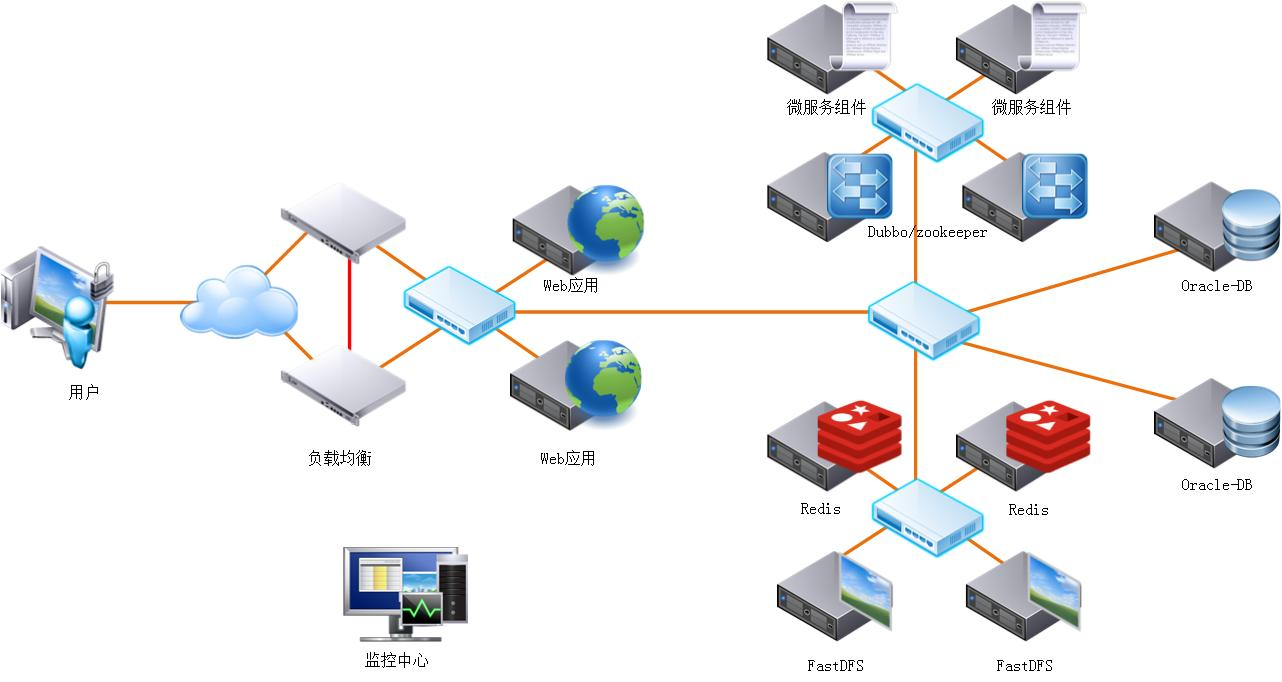 微服务组件
微服务组件
Dubbo/zookeeper
Web应用
Oracle-DB
用户
负载均衡
Web应用
Redis
Redis
Oracle-DB
监控中心
FastDFS
FastDFS